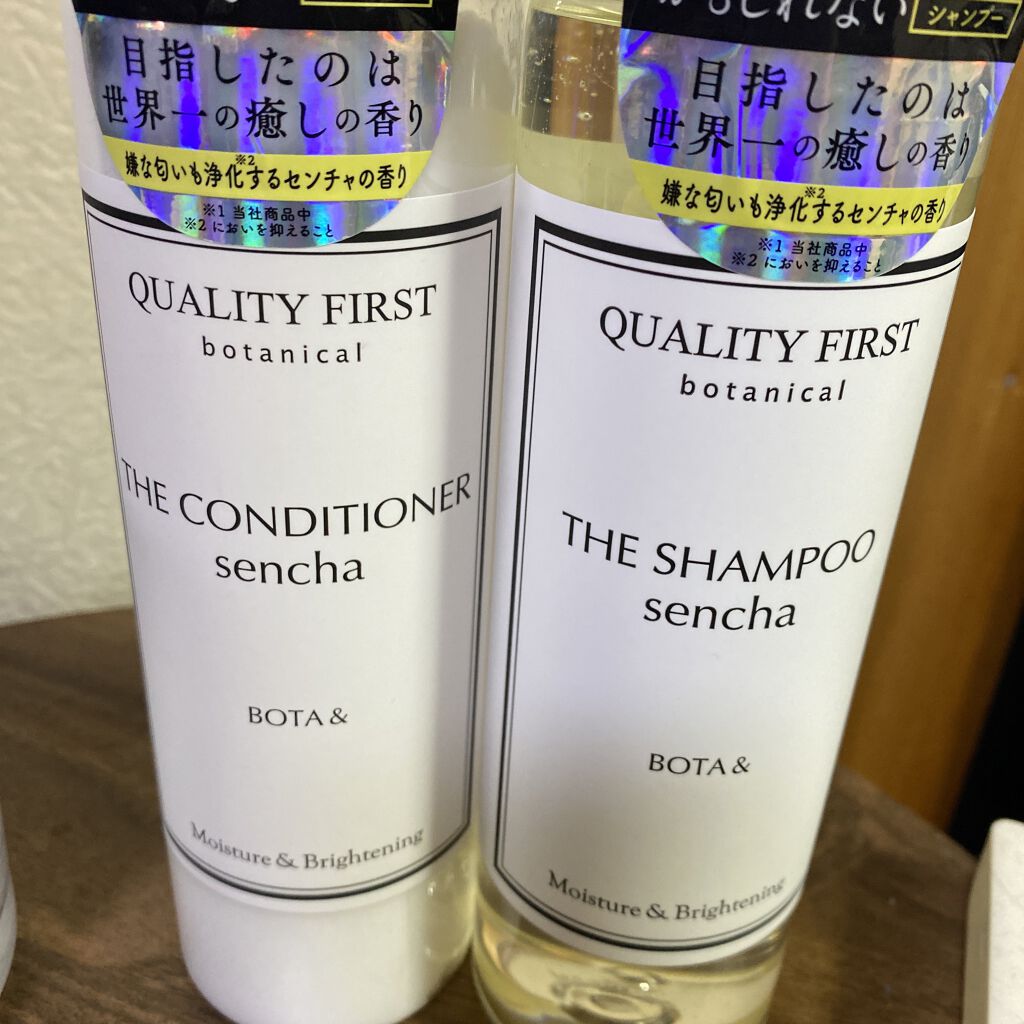 目指したのは
世界一の癒しの香り
嫌な匂いも浄化するセンチャの香り
※2
※1 当社商品中
※2 においを抑えること
QUALITY FIRST
botanical
THE CONDITIONER
sencha
BOTA &
Moisture & Brightening
しれない
シャンプー
目指したのは
世界一の癒しの香り
嫌な匂いも浄化するセンチャの香り
※2
※1 当社商品中
※2 においを抑えること
QUALITY FIRST
botanical
THE SHAMPOO
sencha
BOTA &
Moisture & Brightening